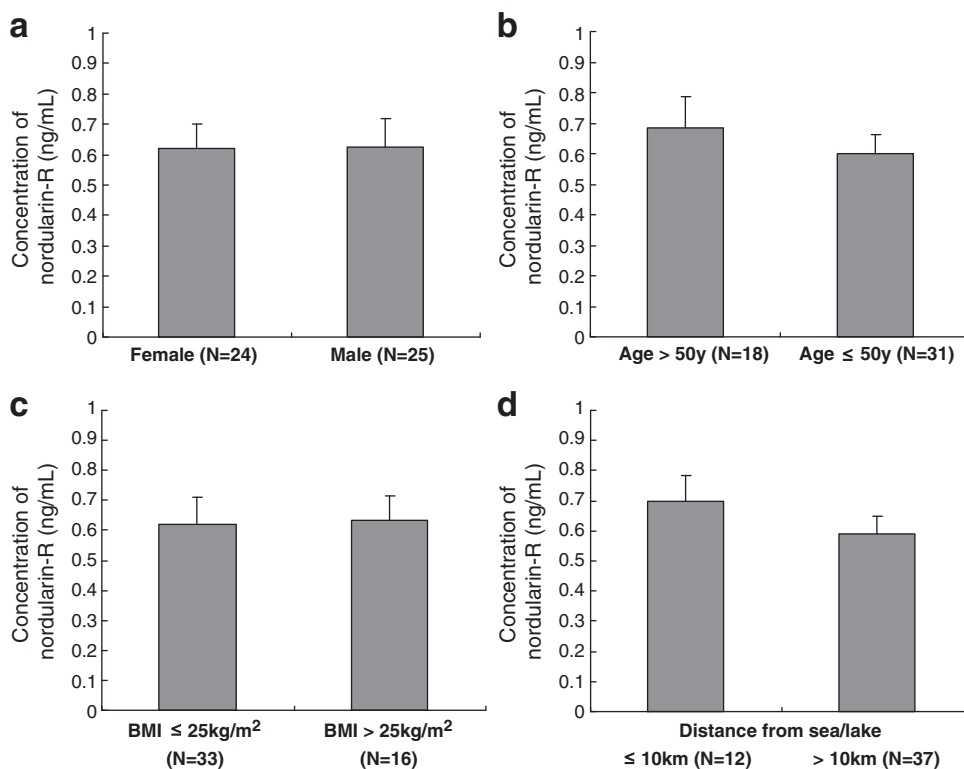 a
Concentration of
nordularin-R (ng/mL)
1
0.9
0.8
0.7
0.6
0.5
0.4
0.3
0.2
0.1
0
Female (N=24) Male (N=25)
b
Concentration of
nordularin-R (ng/mL)
1
0.9
0.8
0.7
0.6
0.5
0.4
0.3
0.2
0.1
0
Age > 50y (N=18) Age ≤ 50y (N=31)
c
Concentration of
nordularin-R (ng/mL)
1
0.9
0.8
0.7
0.6
0.5
0.4
0.3
0.2
0.1
0
BMI ≤ 25kg/m² BMI > 25kg/m²
(N=33) (N=16)
d
Concentration of
nordularin-R (ng/mL)
1
0.9
0.8
0.7
0.6
0.5
0.4
0.3
0.2
0.1
0
Distance from sea/lake
≤ 10km (N=12) > 10km (N=37)